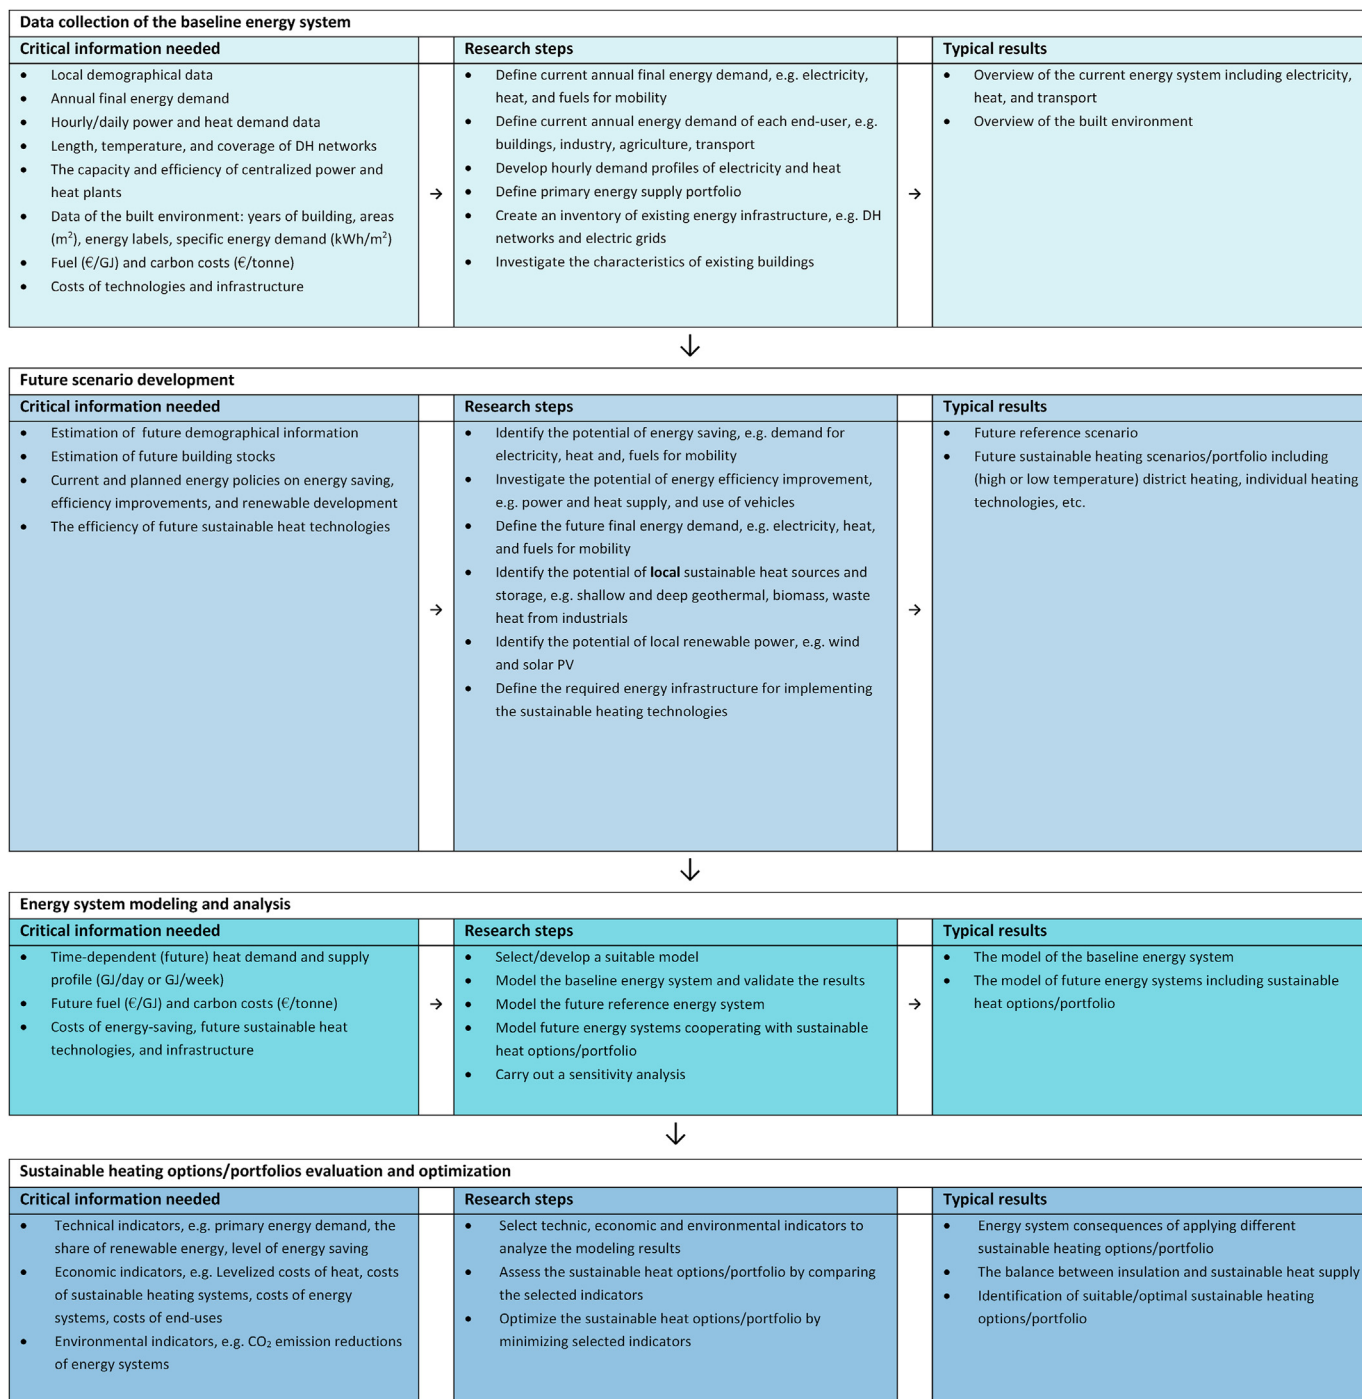 Data collection of the baseline energy system
Critical information needed
• Local demographical data
• Annual final energy demand
• Hourly/daily power and heat demand data
• Length, temperature, and coverage of DH networks
• The capacity and efficiency of centralized power and
heat plants
• Data of the built environment: years of building, areas
(m²), energy labels, specific energy demand (kWh/m²)
• Fuel (€/GJ) and carbon costs (€/tonne)
• Costs of technologies and infrastructure
→
Research steps
• Define current annual final energy demand, e.g. electricity,
heat, and fuels for mobility
• Define current annual energy demand of each end-user, e.g.
buildings, industry, agriculture, transport
• Develop hourly demand profiles of electricity and heat
• Define primary energy supply portfolio
• Create an inventory of existing energy infrastructure, e.g. DH
networks and electric grids
• Investigate the characteristics of existing buildings
→
Typical results
• Overview of the current energy system including electricity,
heat, and transport
• Overview of the built environment
↓
Future scenario development
Critical information needed
• Estimation of future demographical information
• Estimation of future building stocks
• Current and planned energy policies on energy saving,
efficiency improvements, and renewable development
• The efficiency of future sustainable heat technologies
→
Research steps
• Identify the potential of energy saving, e.g. demand for
electricity, heat and, fuels for mobility
• Investigate the potential of energy efficiency improvement,
e.g. power and heat supply, and use of vehicles
• Define the future final energy demand, e.g. electricity, heat,
and fuels for mobility
• Identify the potential of local sustainable heat sources and
storage, e.g. shallow and deep geothermal, biomass, waste
heat from industrials
• Identify the potential of local renewable power, e.g. wind
and solar PV
• Define the required energy infrastructure for implementing
the sustainable heating technologies
→
Typical results
• Future reference scenario
• Future sustainable heating scenarios/portfolio including
(high or low temperature) district heating, individual heating
technologies, etc.
↓
Energy system modeling and analysis
Critical information needed
• Time-dependent (future) heat demand and supply
profile (GJ/day or GJ/week)
• Future fuel (€/GJ) and carbon costs (€/tonne)
• Costs of energy-saving, future sustainable heat
technologies, and infrastructure
→
Research steps
• Select/develop a suitable model
• Model the baseline energy system and validate the results
• Model the future reference energy system
• Model future energy systems cooperating with sustainable
heat options/portfolio
• Carry out a sensitivity analysis
→
Typical results
• The model of the baseline energy system
• The model of future energy systems including sustainable
heat options/portfolio
↓
Sustainable heating options/portfolios evaluation and optimization
Critical information needed
• Technical indicators, e.g. primary energy demand, the
share of renewable energy, level of energy saving
• Economic indicators, e.g. Levelized costs of heat, costs
of sustainable heating systems, costs of energy
systems, costs of end-uses
• Environmental indicators, e.g. CO₂ emission reductions
of energy systems
→
Research steps
• Select technic, economic and environmental indicators to
analyze the modeling results
• Assess the sustainable heat options/portfolio by comparing
the selected indicators
• Optimize the sustainable heat options/portfolio by
minimizing selected indicators
→
Typical results
• Energy system consequences of applying different
sustainable heating options/portfolio
• The balance between insulation and sustainable heat supply
• Identification of suitable/optimal sustainable heating
options/portfolio